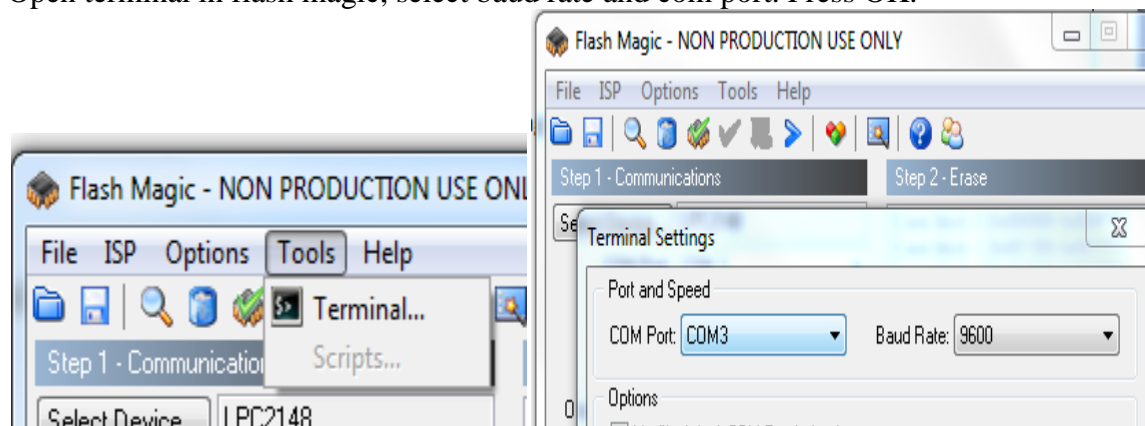 Open terminal in flash magic, select baud rate and com port. Press OK.
Flash Magic - NON PRODUCTION USE ONL
File ISP Options Tools Help
Terminal...
Scripts...
Step 1 - Communicatio
Select Device LPC2148
Flash Magic - NON PRODUCTION USE ONLY
File ISP Options Tools Help
Step 1 - Communications Step 2 - Erase
Se
Terminal Settings
Port and Speed
COM Port: COM3 Baud Rate: 9600
Options